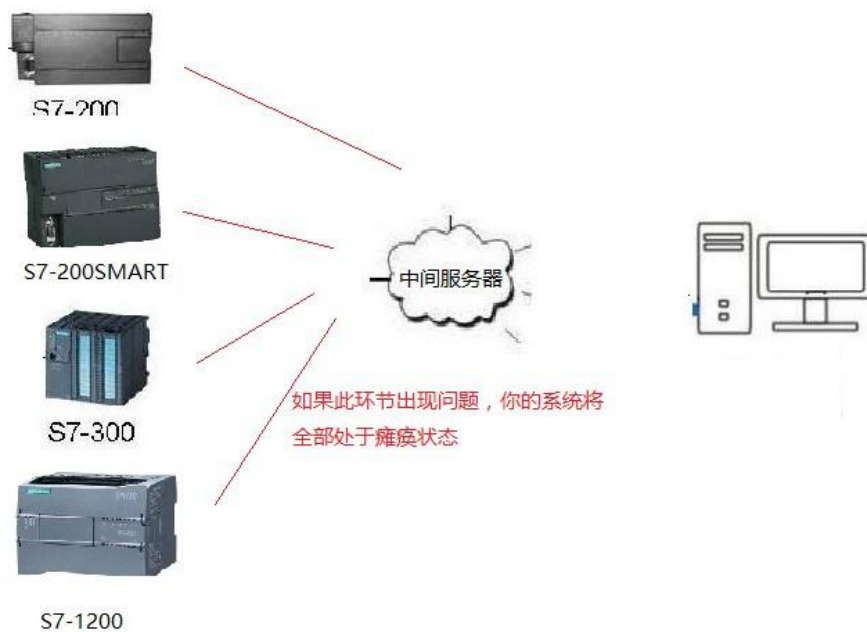 S7-200
S7-200SMART
中间服务器
S7-300
如果此环节出现问题，你的系统将
全部处于瘫痪状态
S7-1200